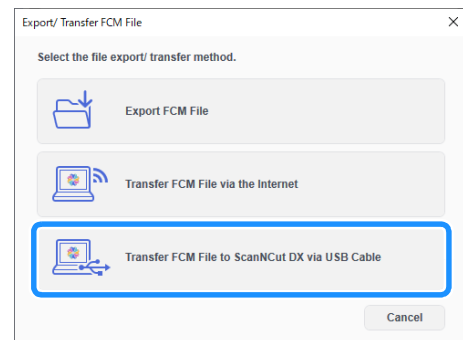 Export/ Transfer FCM File
Select the file export/ transfer method.
Export FCM File
Transfer FCM File via the Internet
Transfer FCM File to ScanNCut DX via USB Cable
Cancel